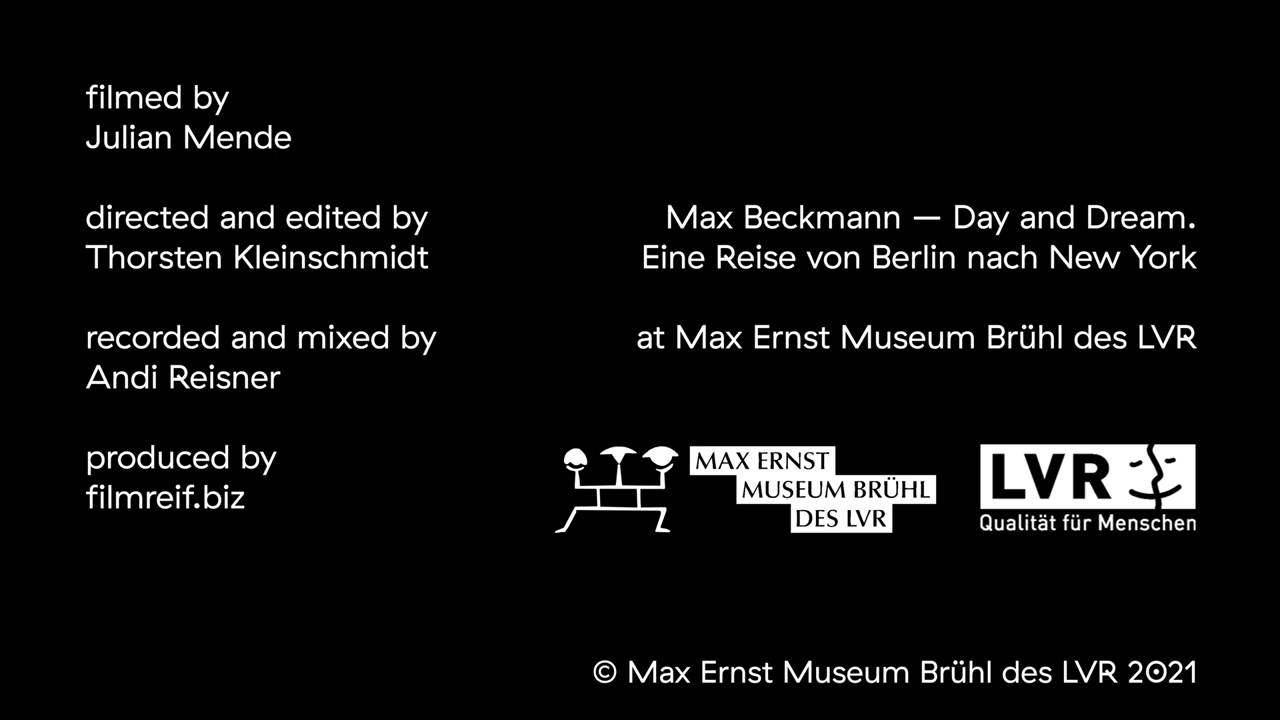 filmed by
Julian Mende
directed and edited by
Thorsten Kleinschmidt
recorded and mixed by
Andi Reisner
produced by
filmreif.biz
Max Beckmann — Day and Dream.
Eine Reise von Berlin nach New York
at Max Ernst Museum Brühl des LVR
MAX ERNST
MUSEUM BRÜHL
DES LVR
LVR
Qualität für Menschen
© Max Ernst Museum Brühl des LVR 2021